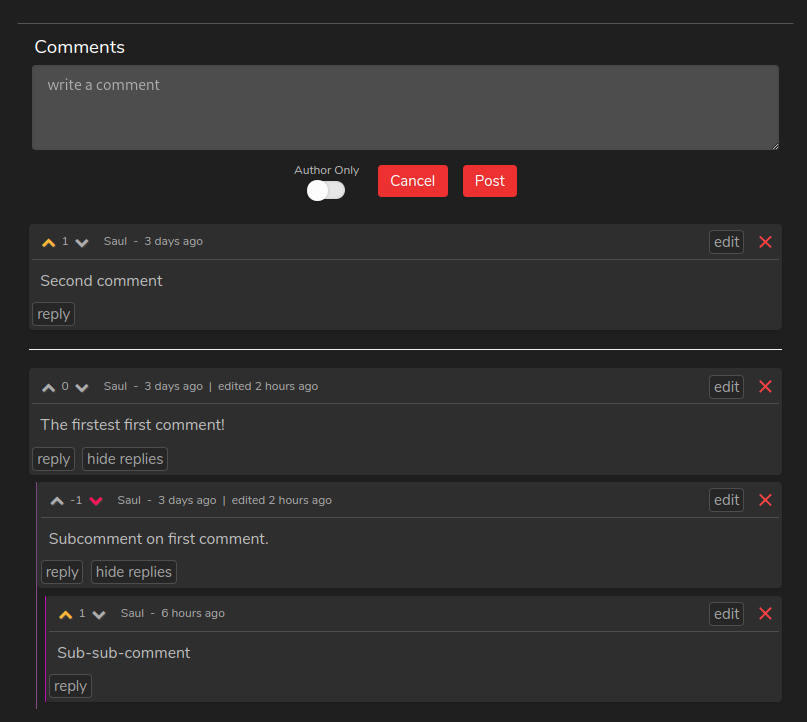 Comments
write a comment
Author Only
Cancel Post
1 Saul - 3 days ago edit
Second comment
reply
0 Saul - 3 days ago | edited 2 hours ago edit
The firstest first comment!
reply hide replies
-1 Saul - 3 days ago | edited 2 hours ago edit
Subcomment on first comment.
reply hide replies
1 Saul - 6 hours ago edit
Sub-sub-comment
reply